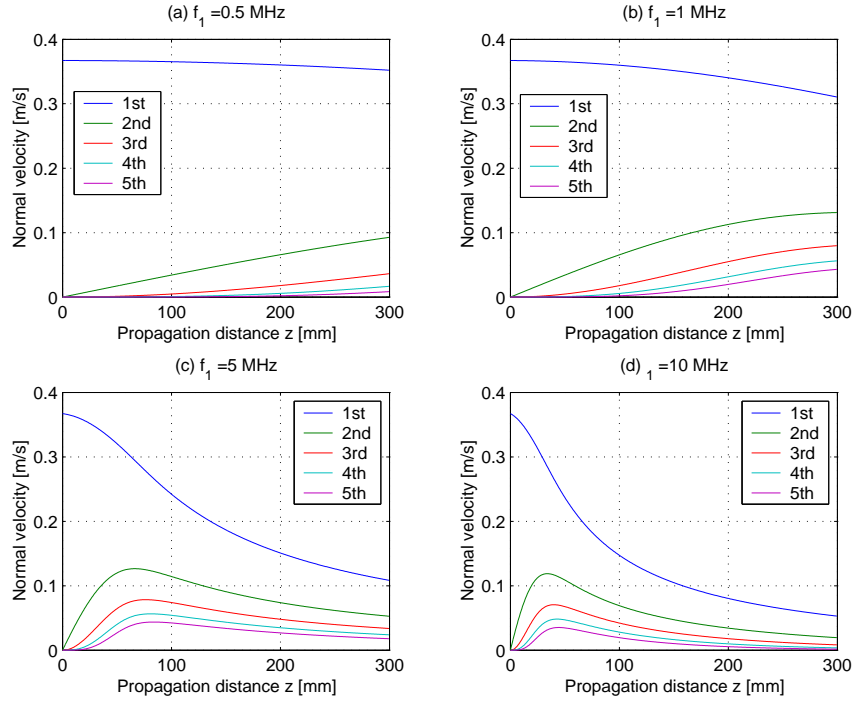 (a) f_1 =0.5 MHz
Normal velocity [m/s]
0.4
0.3
0.2
0.1
0
1st
2nd
3rd
4th
5th
0 100 200 300
Propagation distance z [mm]
(b) f_1 =1 MHz
Normal velocity [m/s]
0.4
0.3
0.2
0.1
0
1st
2nd
3rd
4th
5th
0 100 200 300
Propagation distance z [mm]
(c) f_1 =5 MHz
Normal velocity [m/s]
0.4
0.3
0.2
0.1
0
1st
2nd
3rd
4th
5th
0 100 200 300
Propagation distance z [mm]
(d) _1 =10 MHz
Normal velocity [m/s]
0.4
0.3
0.2
0.1
0
1st
2nd
3rd
4th
5th
0 100 200 300
Propagation distance z [mm]